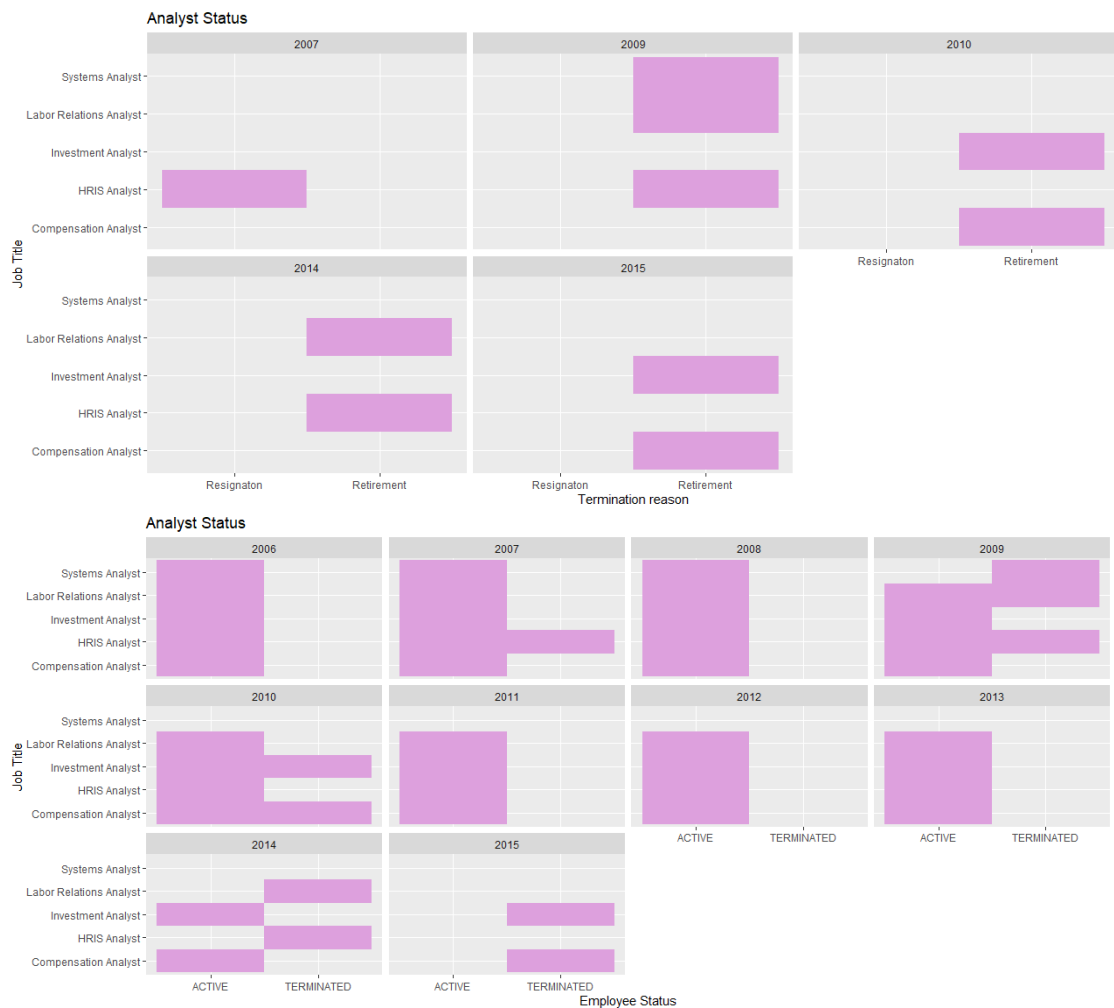 Analyst Status
2007 2009 2010
Systems Analyst
Labor Relations Analyst
Investment Analyst
HRIS Analyst
Compensation Analyst
Job Title
Resignaton Retirement
2014 2015
Systems Analyst
Labor Relations Analyst
Investment Analyst
HRIS Analyst
Compensation Analyst
Resignaton Retirement Resignaton Retirement
Termination reason
Analyst Status
2006 2007 2008 2009
Systems Analyst
Labor Relations Analyst
Investment Analyst
HRIS Analyst
Compensation Analyst
2010 2011 2012 2013
Systems Analyst
Labor Relations Analyst
Investment Analyst
HRIS Analyst
Compensation Analyst
Job Title
ACTIVE TERMINATED ACTIVE TERMINATED
2014 2015
Systems Analyst
Labor Relations Analyst
Investment Analyst
HRIS Analyst
Compensation Analyst
ACTIVE TERMINATED ACTIVE TERMINATED
Employee Status